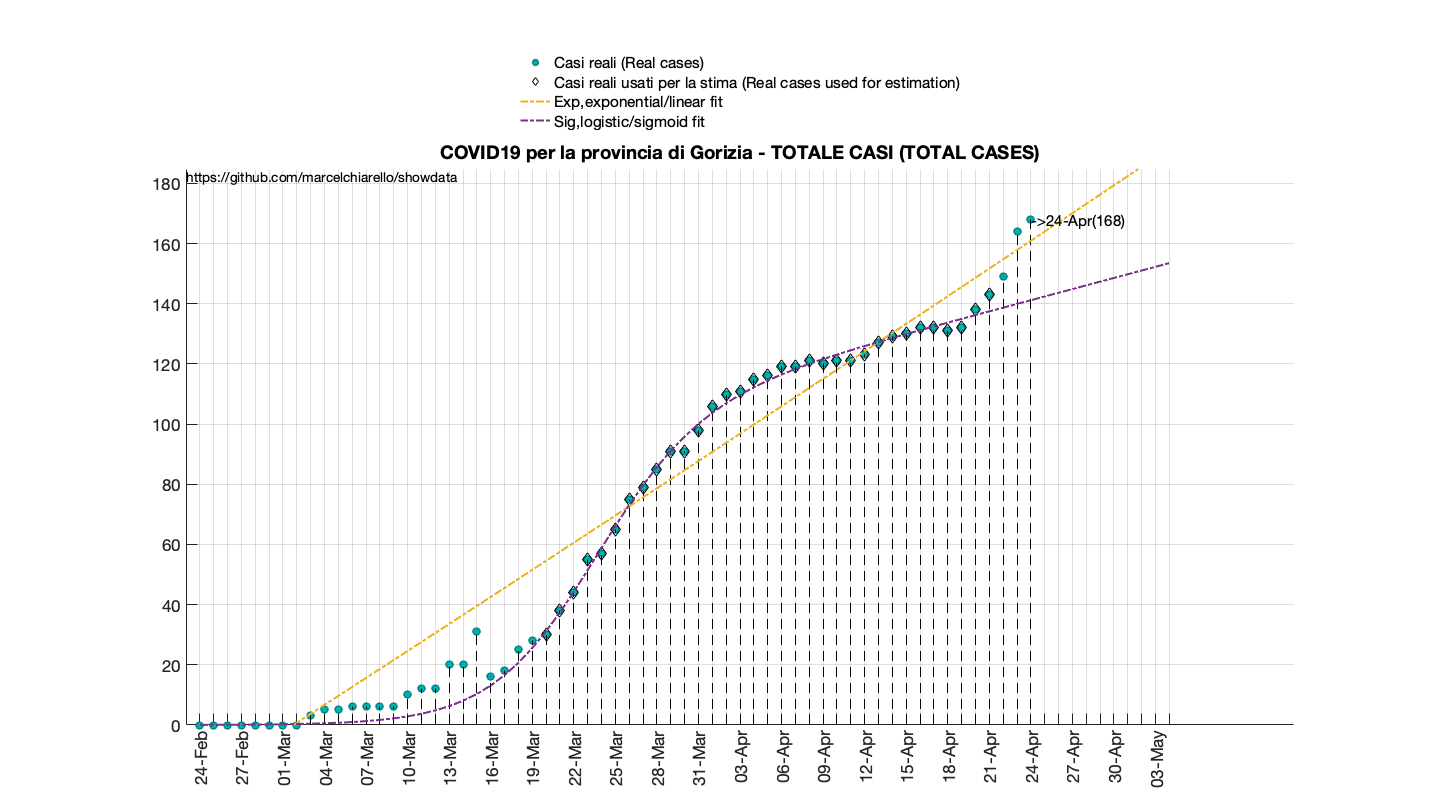 Casi reali (Real cases)
Casi reali usati per la stima (Real cases used for estimation)
Exp,exponential/linear fit
Sig,logistic/sigmoid fit
COVID19 per la provincia di Gorizia - TOTALE CASI (TOTAL CASES)
https://github.com/marcelchiarello/showdata
180
160
140
120
100
80
60
40
20
0
->24-Apr(168)
24-Feb
27-Feb
01-Mar
04-Mar
07-Mar
10-Mar
13-Mar
16-Mar
19-Mar
22-Mar
25-Mar
28-Mar
31-Mar
03-Apr
06-Apr
09-Apr
12-Apr
15-Apr
18-Apr
21-Apr
24-Apr
27-Apr
30-Apr
03-May